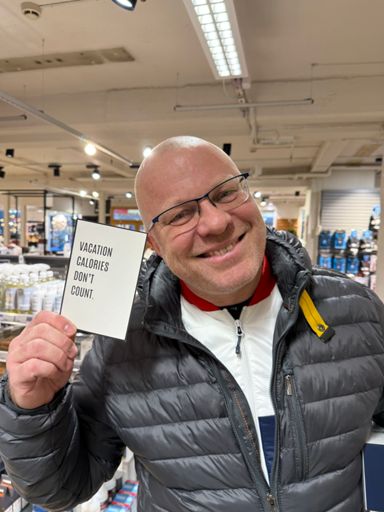 VACATION
CALORIES
DON'T
COUNT.